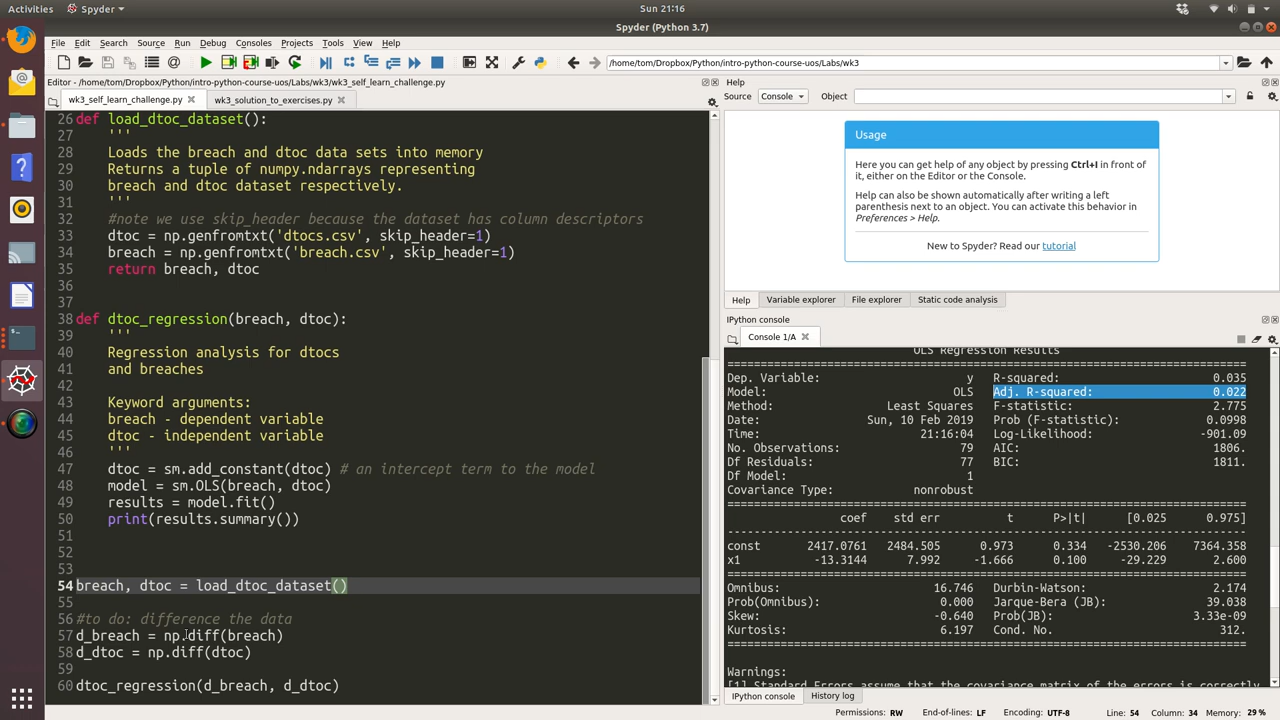 Activities Spyder Sun 21:16
Spyder (Python 3.7)
File Edit Search Source Run Debug Consoles Projects Tools View Help
/home/tom/Dropbox/Python/intro-python-course-uos/Labs/wk3
Editor - /home/tom/Dropbox/Python/intro-python-course-uos/Labs/wk3/wk3_self_learn_challenge.py
wk3_self_learn_challenge.py wk3_solution_to_exercises.py
26 def load_dtoc_dataset():
27 '''
28 Loads the breach and dtoc data sets into memory
29 Returns a tuple of numpy.ndarrays representing
30 breach and dtoc dataset respectively.
31 '''
32 #note we use skip_header because the dataset has column descriptors
33 dtoc = np.genfromtxt('dtocs.csv', skip_header=1)
34 breach = np.genfromtxt('breach.csv', skip_header=1)
35 return breach, dtoc
36
37
38 def dtoc_regression(breach, dtoc):
39 '''
40 Regression analysis for dtocs
41 and breaches
42
43 Keyword arguments:
44 breach - dependent variable
45 dtoc - independent variable
46 '''
47 dtoc = sm.add_constant(dtoc) # an intercept term to the model
48 model = sm.OLS(breach, dtoc)
49 results = model.fit()
50 print(results.summary())
51
52
53
54 breach, dtoc = load_dtoc_dataset()
55
56 #to do: difference the data
57 d_breach = np.diff(breach)
58 d_dtoc = np.diff(dtoc)
59
60 dtoc_regression(d_breach, d_dtoc)
Help
Source Console Object
Usage
Here you can get help of any object by pressing Ctrl+I in front of
it, either on the Editor or the Console.
Help can also be shown automatically after writing a left
parenthesis next to an object. You can activate this behavior in
Preferences > Help.
New to Spyder? Read our tutorial
Help Variable explorer File explorer Static code analysis
IPython console
Console 1/A
OLS Regression Results
==============================================================================
Dep. Variable: y R-squared: 0.035
Model: OLS Adj. R-squared: 0.022
Method: Least Squares F-statistic: 2.775
Date: Sun, 10 Feb 2019 Prob (F-statistic): 0.0998
Time: 21:16:04 Log-Likelihood: -901.09
No. Observations: 79 AIC: 1806.
Df Residuals: 77 BIC: 1811.
Df Model: 1
Covariance Type: nonrobust
==============================================================================
coef std err t P>|t| [0.025 0.975]
------------------------------------------------------------------------------
const 2417.0761 2484.505 0.973 0.334 -2530.206 7364.358
x1 -13.3144 7.992 -1.666 0.100 -29.229 2.600
==============================================================================
Omnibus: 16.746 Durbin-Watson: 2.174
Prob(Omnibus): 0.000 Jarque-Bera (JB): 39.038
Skew: -0.640 Prob(JB): 3.33e-09
Kurtosis: 6.197 Cond. No. 312.
==============================================================================
Warnings:
[1] Standard Errors assume that the covariance matrix of the errors is correctly
IPython console History log
Permissions: RW End-of-lines: LF Encoding: UTF-8 Line: 54 Column: 34 Memory: 29 %